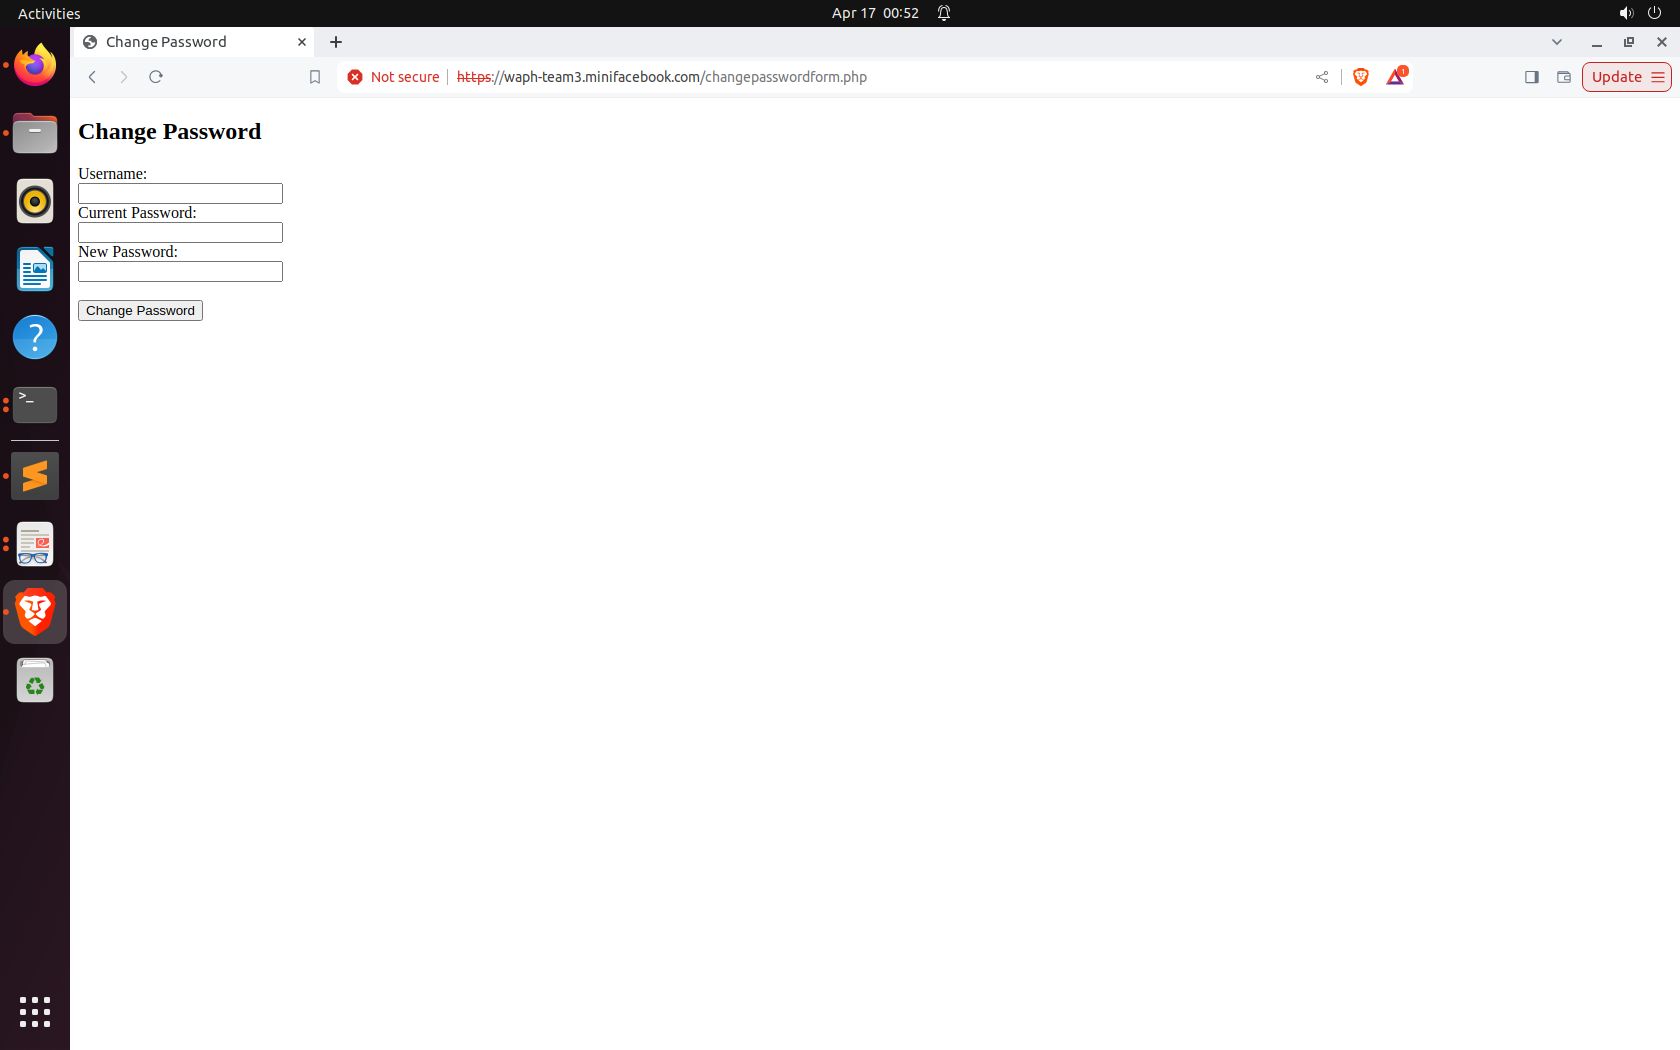 Activities
Apr 17 00:52
Change Password
Not secure
https://waph-team3.minifacebook.com/changepasswordform.php
1
Update
Change Password
Username:
Current Password:
New Password:
Change Password
>_
?